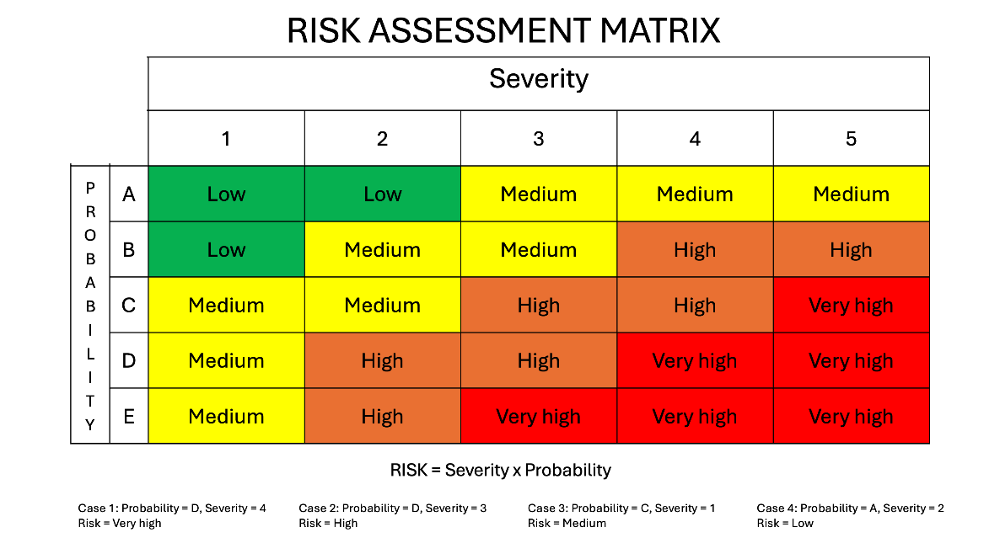 RISK ASSESSMENT MATRIX
Severity
1 2 3 4 5
PROBABILITY
A Low Low Medium Medium Medium
B Low Medium Medium High High
C Medium Medium High High Very high
D Medium High High Very high Very high
E Medium High Very high Very high Very high
RISK = Severity x Probability
Case 1: Probability = D, Severity = 4
Risk = Very high
Case 2: Probability = D, Severity = 3
Risk = High
Case 3: Probability = C, Severity = 1
Risk = Medium
Case 4: Probability = A, Severity = 2
Risk = Low